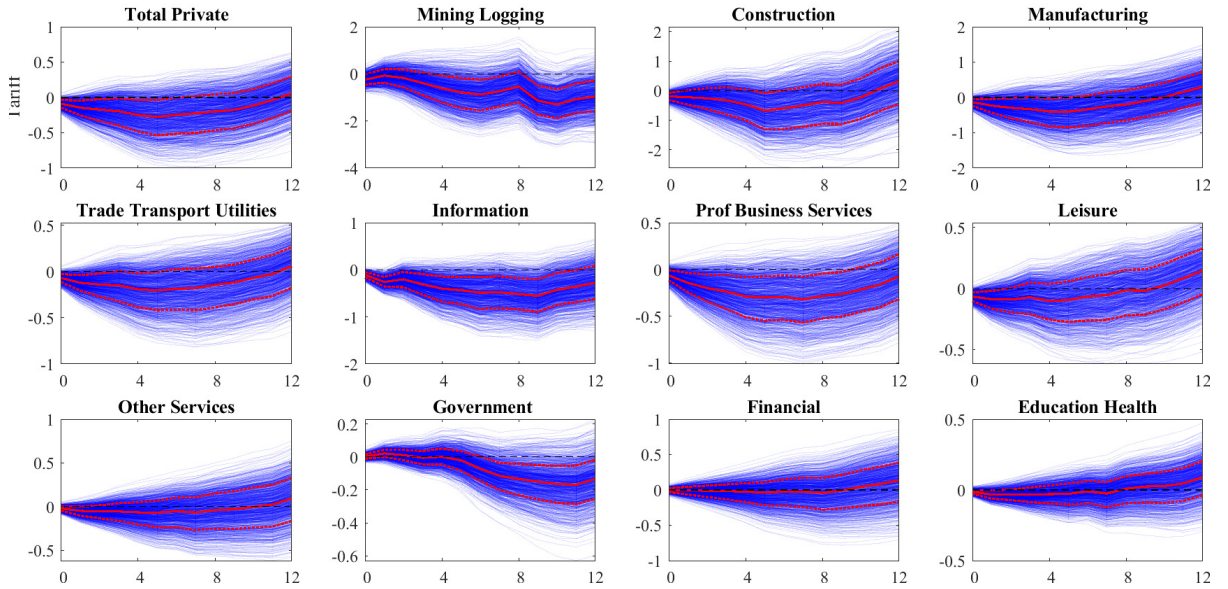 Total Private
Mining Logging
Construction
Manufacturing
Tariff
1
0.5
0
-0.5
-1
0 4 8 12
2
0
-2
-4
0 4 8 12
2
1
0
-1
-2
0 4 8 12
2
1
0
-1
-2
0 4 8 12
Trade Transport Utilities
Information
Prof Business Services
Leisure
0.5
0
-0.5
-1
0 4 8 12
1
0
-1
-2
0 4 8 12
0.5
0
-0.5
-1
0 4 8 12
0.5
0
-0.5
0 4 8 12
Other Services
Government
Financial
Education Health
1
0.5
0
-0.5
0 4 8 12
0.2
0
-0.2
-0.4
-0.6
0 4 8 12
1
0.5
0
-0.5
-1
0 4 8 12
0.5
0
-0.5
0 4 8 12